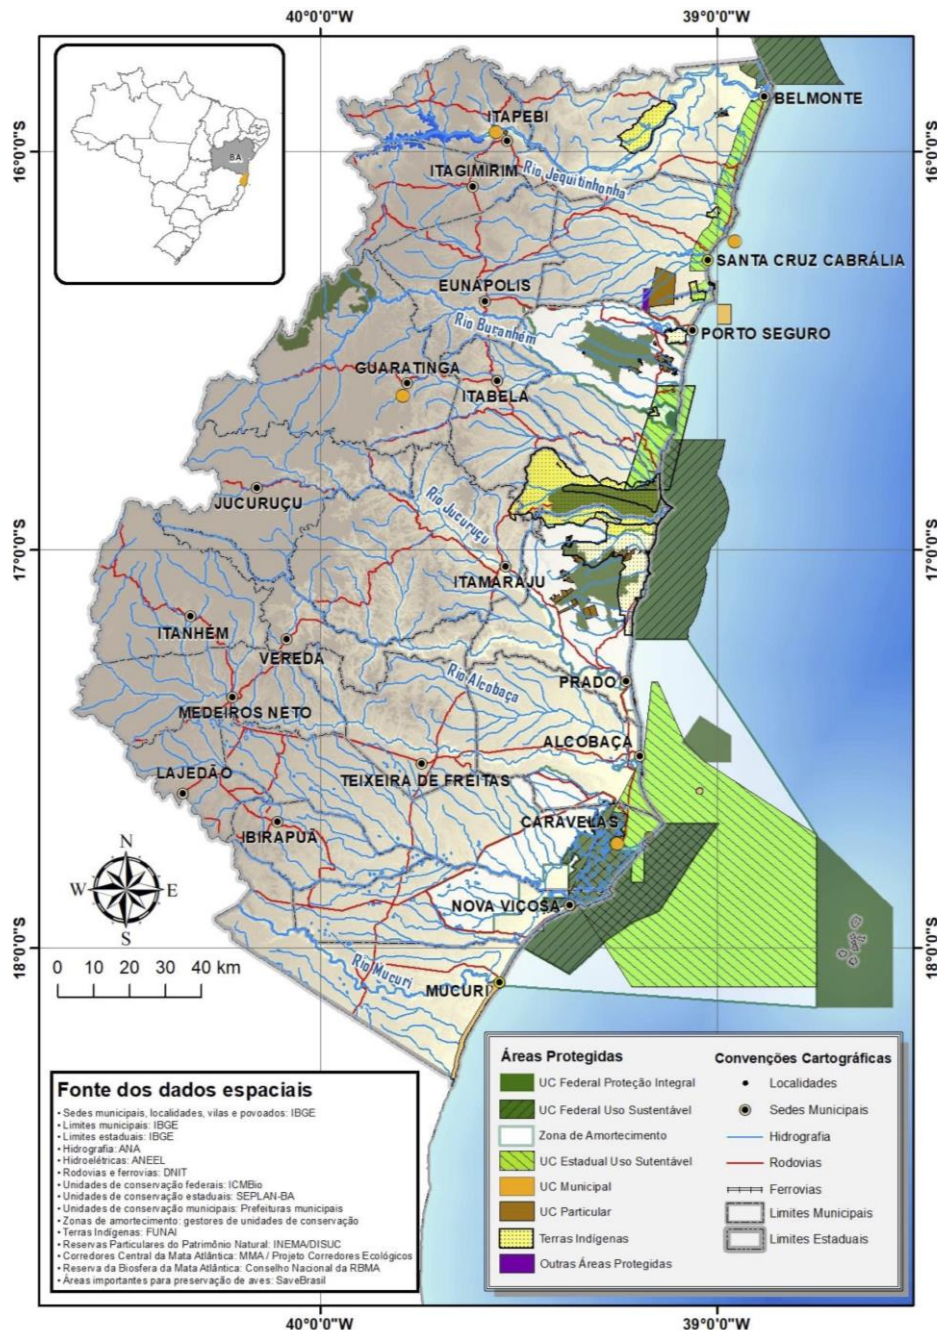 40°0'0"W 39°0'0"W
BA
BELMONTE
ITAPEBI
16°0'0"S 16°0'0"S
ITAGIMIRIM
Rio Jequitinhonha
SANTA CRUZ CABRÁLIA
EUNAPOLIS
Rio Buranhém
PORTO SEGURO
GUARATINGA
ITABELA
JUCURUÇU
Rio Jucuruçu
17°0'0"S 17°0'0"S
ITAMARAJU
ITANHÉM
VEREDA
Rio Alcobaça
PRADO
MEDEIROS NETO
ALCOBAÇA
LAJEDÃO
TEIXEIRA DE FREITAS
CARAVELAS
IBIRAPUÃ
N
W E
S
NOVA VIÇOSA
18°0'0"S 18°0'0"S
0 10 20 30 40 km
Rio Mucuri
MUCURI
Fonte dos dados espaciais
• Sedes municipais, localidades, vilas e povoados: IBGE
• Limites municipais: IBGE
• Limites estaduais: IBGE
• Hidrografia: ANA
• Hidroelétricas: ANEEL
• Rodovias e ferrovias: DNIT
• Unidades de conservação federais: ICMBio
• Unidades de conservação estaduais: SEPLAN-BA
• Unidades de conservação municipais: Prefeituras municipais
• Zonas de amortecimento: gestores de unidades de conservação
• Terras Indígenas: FUNAI
• Reservas Particulares do Patrimônio Natural: INEMA/DISUC
• Corredores Central da Mata Atlântica: MMA / Projeto Corredores Ecológicos
• Reserva da Biosfera da Mata Atlântica: Conselho Nacional da RBMA
• Áreas importantes para preservação de aves: SaveBrasil
Áreas Protegidas
UC Federal Proteção Integral
UC Federal Uso Sustentável
Zona de Amortecimento
UC Estadual Uso Sutentável
UC Municipal
UC Particular
Terras Indígenas
Outras Áreas Protegidas
Convenções Cartográficas
Localidades
Sedes Municipais
Hidrografia
Rodovias
Ferrovias
Limites Municipais
Limites Estaduais
40°0'0"W 39°0'0"W